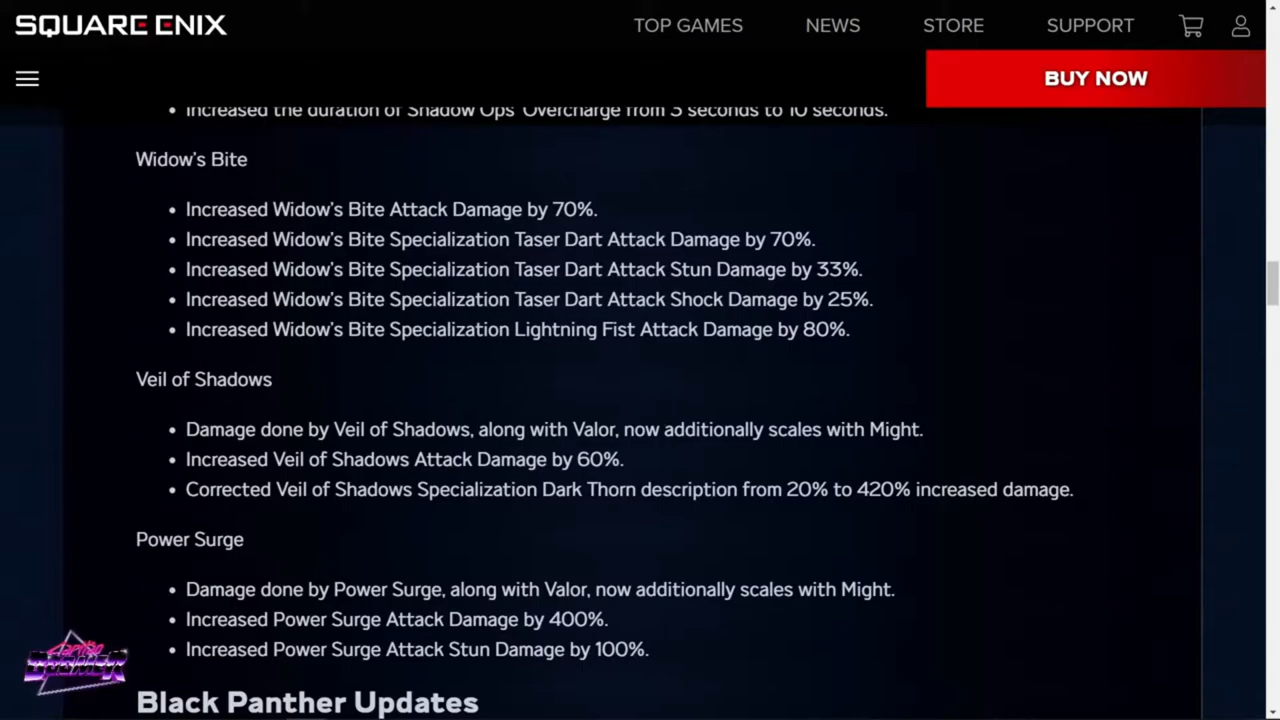 SQUARE ENIX
TOP GAMES NEWS STORE SUPPORT
BUY NOW
• Increased the duration of Shadow Ops' Overcharge from 3 seconds to 10 seconds.
Widow's Bite
• Increased Widow's Bite Attack Damage by 70%.
• Increased Widow's Bite Specialization Taser Dart Attack Damage by 70%.
• Increased Widow's Bite Specialization Taser Dart Attack Stun Damage by 33%.
• Increased Widow's Bite Specialization Taser Dart Attack Shock Damage by 25%.
• Increased Widow's Bite Specialization Lightning Fist Attack Damage by 80%.
Veil of Shadows
• Damage done by Veil of Shadows, along with Valor, now additionally scales with Might.
• Increased Veil of Shadows Attack Damage by 60%.
• Corrected Veil of Shadows Specialization Dark Thorn description from 20% to 420% increased damage.
Power Surge
• Damage done by Power Surge, along with Valor, now additionally scales with Might.
• Increased Power Surge Attack Damage by 400%.
• Increased Power Surge Attack Stun Damage by 100%.
Black Panther Updates